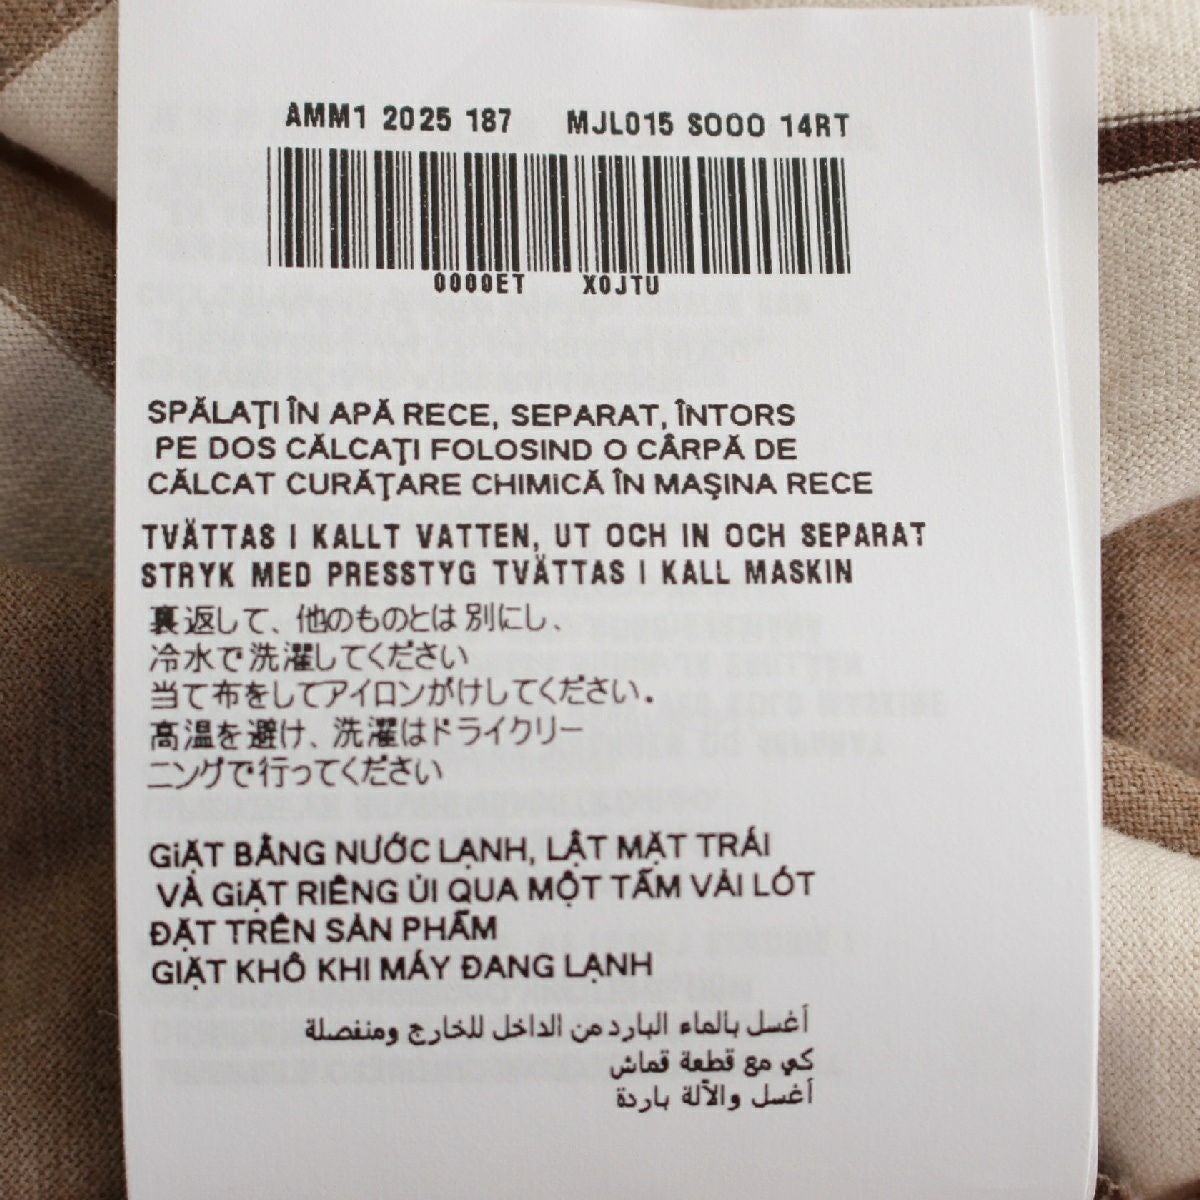 AMM1 2025 187 MJL015 S000 14RT
0000ET X0JTU
SPĂLAŢI ÎN APĂ RECE, SEPARAT, ÎNTORS
PE DOS CĂLCAŢI FOLOSIND O CÂRPĂ DE
CĂLCAT CURĂŢARE CHIMICĂ ÎN MAŞINA RECE
TVÄTTAS I KALLT VATTEN, UT OCH IN OCH SEPARAT
STRYK MED PRESSTYG TVÄTTAS I KALL MASKIN
裏返して、他のものとは別にし、
冷水で洗濯してください
当て布をしてアイロンがけしてください。
高温を避け、洗濯はドライクリー
ニングで行ってください
GIẶT BẰNG NƯỚC LẠNH, LẬT MẶT TRÁI
VÀ GIẶT RIÊNG ỦI QUA MỘT TẤM VẢI LÓT
ĐẶT TRÊN SẢN PHẨM
GIẶT KHÔ KHI MÁY ĐANG LẠNH
أغسل بالماء البارد من الداخل للخارج ومنفصلة
كي مع قطعة قماش
أغسل والآلة باردة